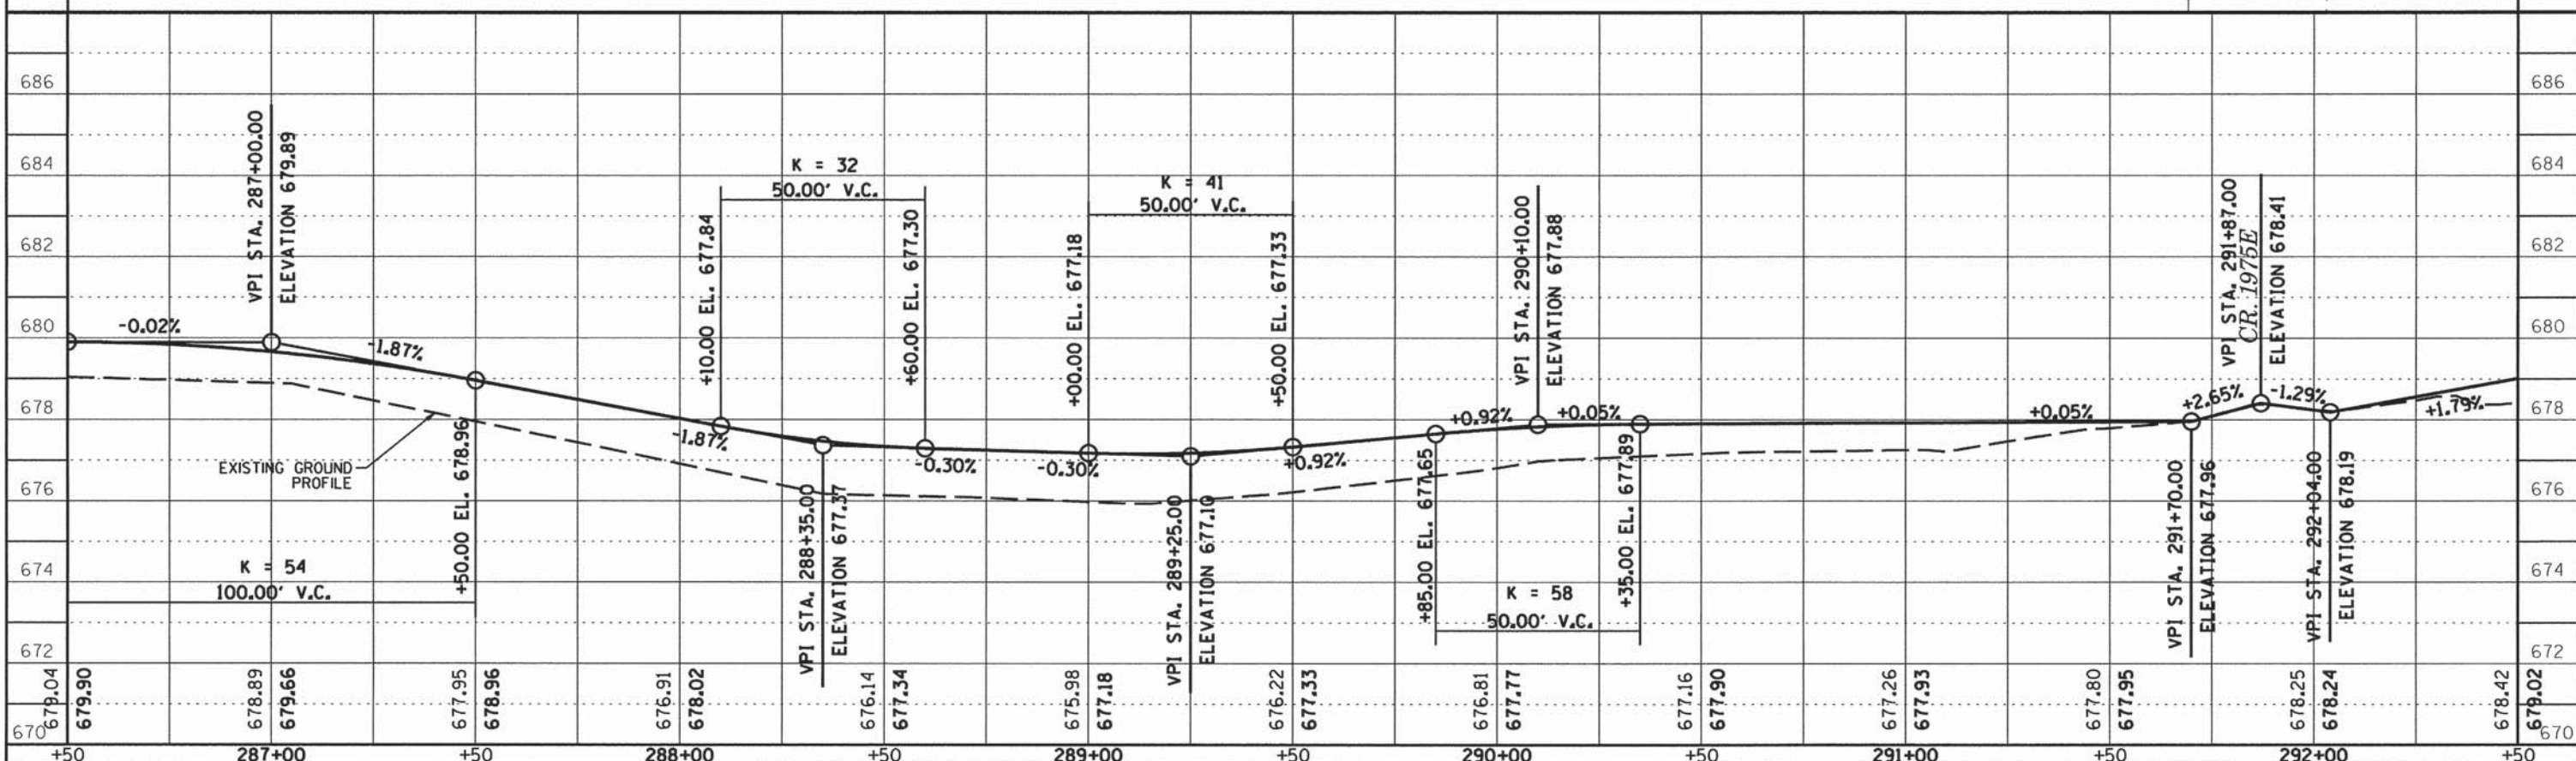 686
686
684
684
682
682
680
680
678
678
676
676
674
674
672
672
670
670
VPI STA. 287+00.00
ELEVATION 679.89
-0.02%
-1.87%
EXISTING GROUND
PROFILE
+50.00 EL. 678.96
K = 54
100.00' V.C.
K = 32
50.00' V.C.
+10.00 EL. 677.84
+60.00 EL. 677.30
-1.87%
VPI STA. 288+35.00
ELEVATION 677.37
-0.30%
K = 41
50.00' V.C.
+00.00 EL. 677.18
+50.00 EL. 677.33
-0.30%
VPI STA. 289+25.00
ELEVATION 677.10
+0.92%
VPI STA. 290+10.00
ELEVATION 677.88
+0.92%
+0.05%
+85.00 EL. 677.65
+35.00 EL. 677.89
K = 58
50.00' V.C.
+0.05%
VPI STA. 291+70.00
ELEVATION 677.96
+2.65%
VPI STA. 291+87.00
CR. 1975E
ELEVATION 678.41
-1.29%
VPI STA. 292+04.00
ELEVATION 678.19
+1.79%
679.04
679.90
678.89
679.66
677.95
678.96
676.91
678.02
676.14
677.34
675.98
677.18
676.22
677.33
676.81
677.77
677.16
677.90
677.26
677.93
677.80
677.95
678.25
678.24
678.42
679.02
+50
287+00
+50
288+00
+50
289+00
+50
290+00
+50
291+00
+50
292+00
+50